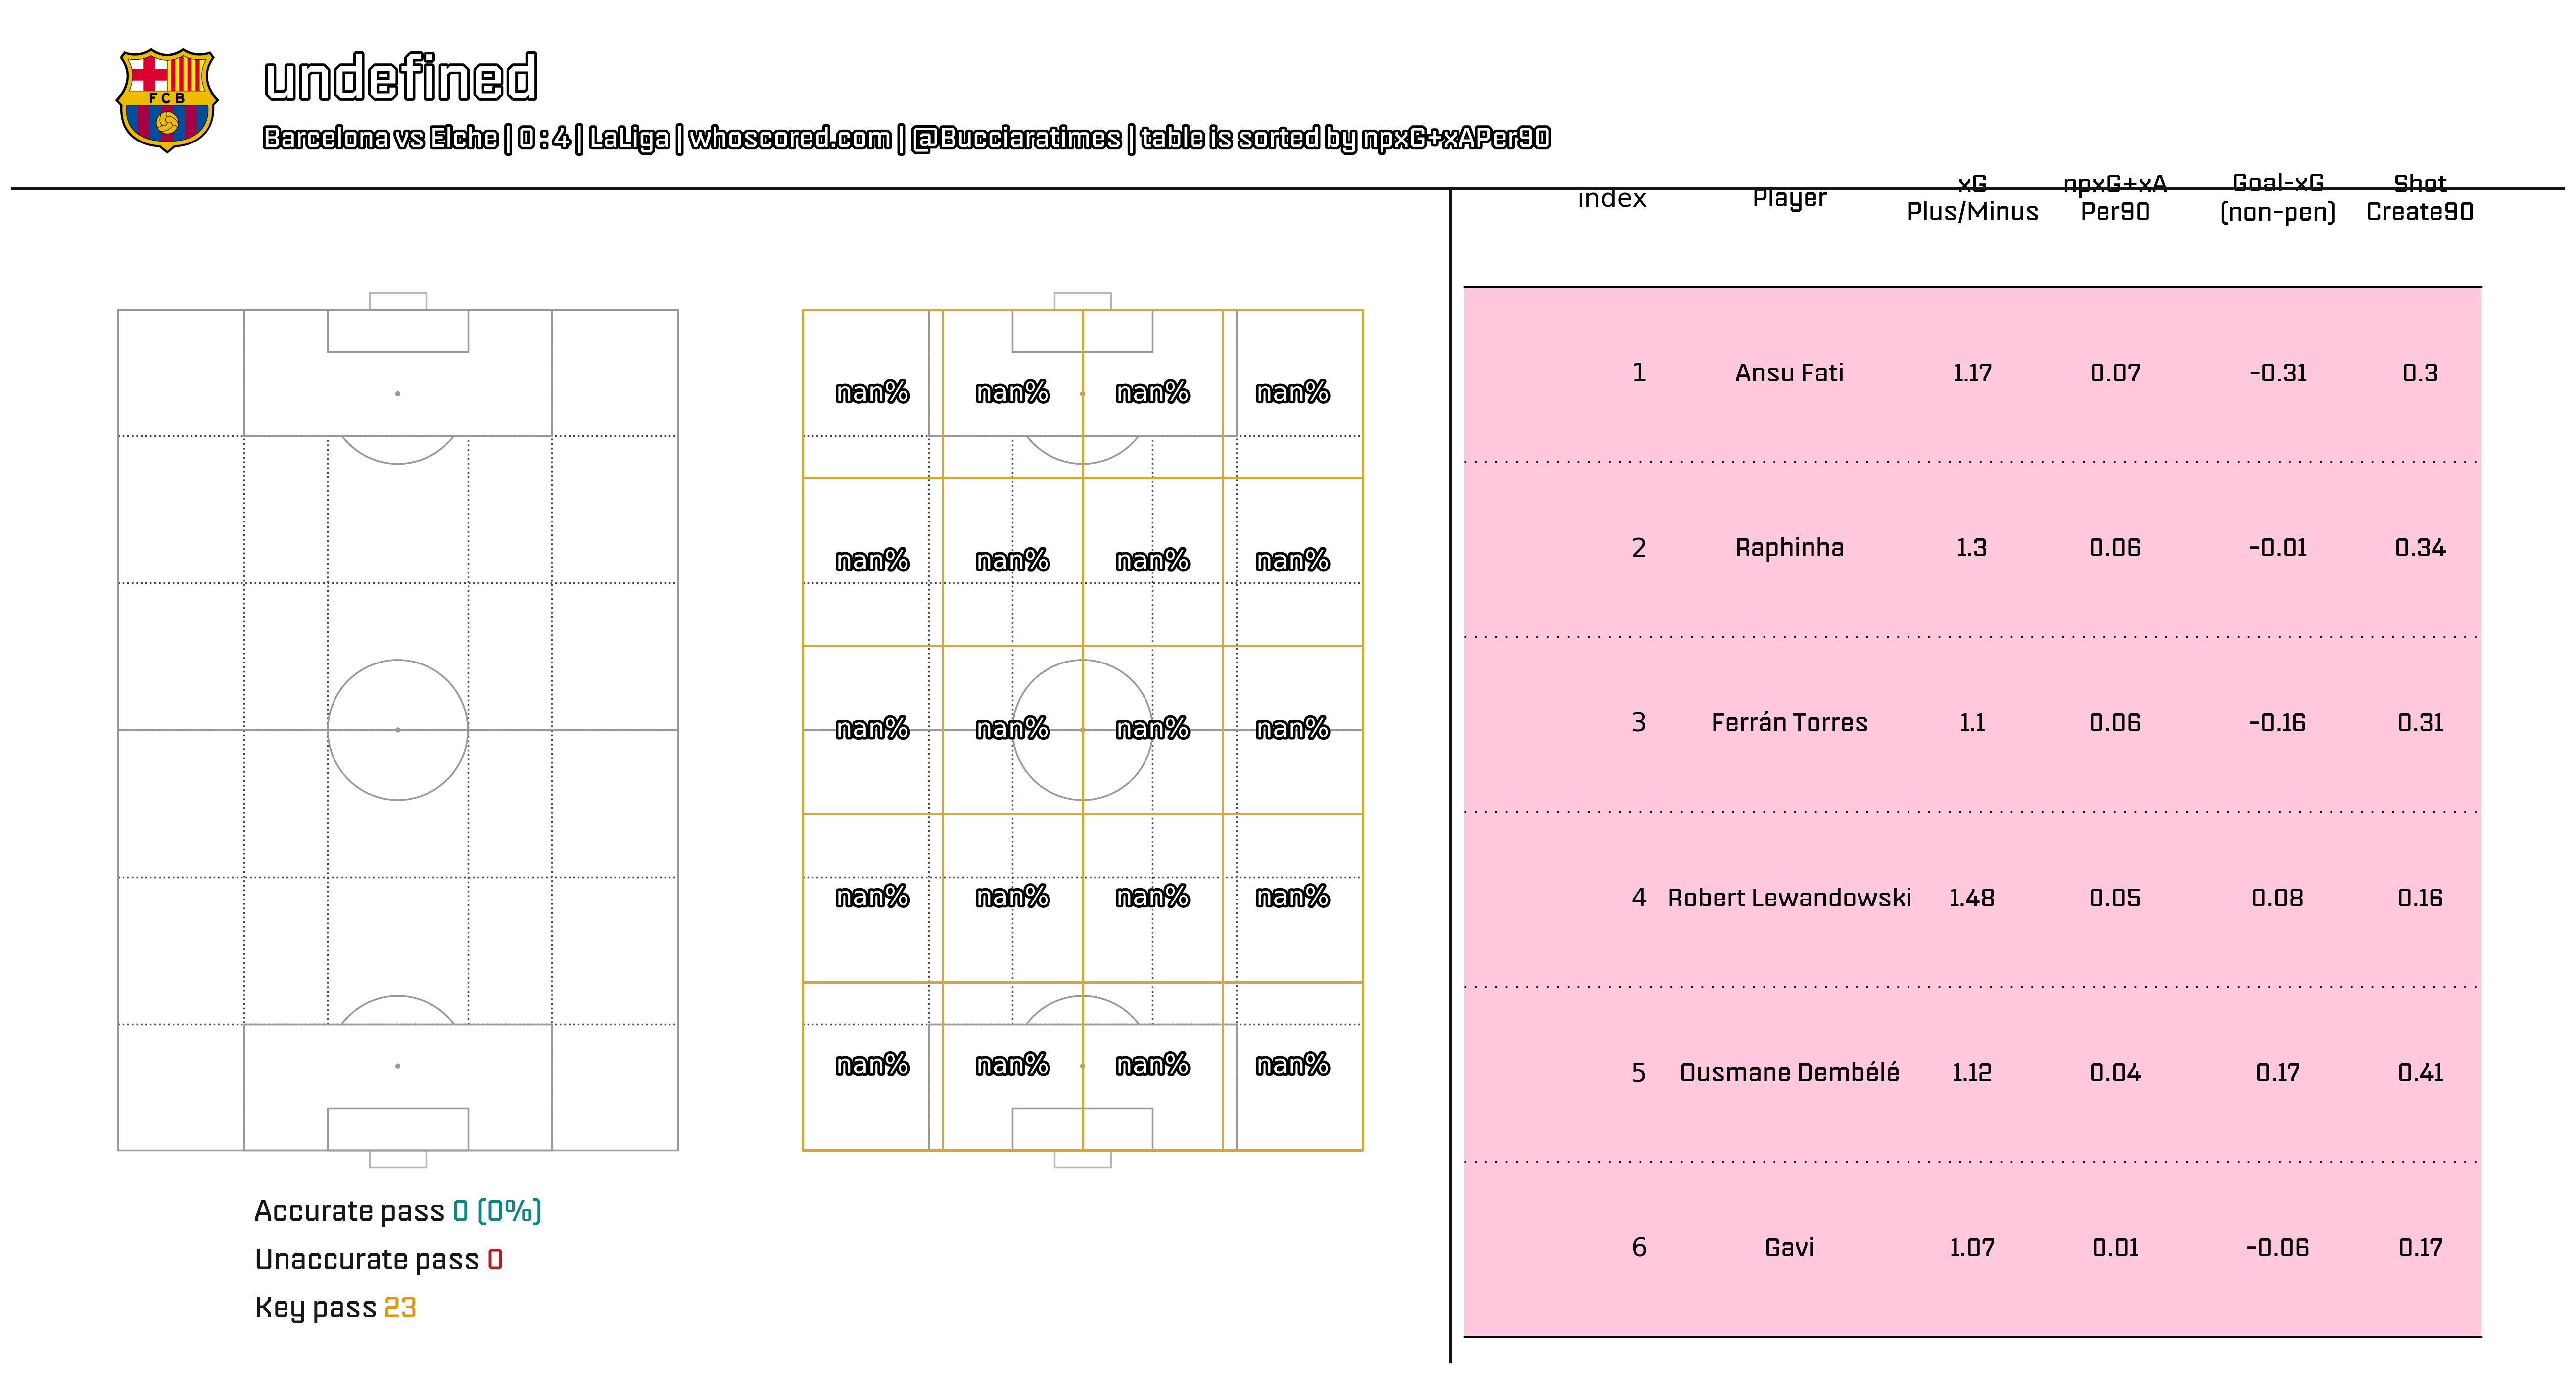 FCB
undefined
Barcelona vs Elche | 0 : 4 | LaLiga | whoscored.com | @Bucciaratimes | table is sorted by npxG+xAPer90
nan% nan% nan% nan%
nan% nan% nan% nan%
nan% nan% nan% nan%
nan% nan% nan% nan%
nan% nan% nan% nan%
Accurate pass 0 (0%)
Unaccurate pass 0
Key pass 23
index Player xG Plus/Minus npxG+xA Per90 Goal-xG (non-pen) Shot Create90
1 Ansu Fati 1.17 0.07 -0.31 0.3
2 Raphinha 1.3 0.06 -0.01 0.34
3 Ferrán Torres 1.1 0.06 -0.16 0.31
4 Robert Lewandowski 1.48 0.05 0.08 0.16
5 Ousmane Dembélé 1.12 0.04 0.17 0.41
6 Gavi 1.07 0.01 -0.06 0.17